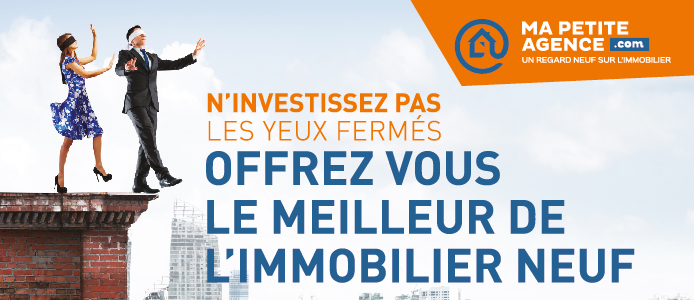 MA PETITE
AGENCE .com
UN REGARD NEUF SUR L'IMMOBILIER
N'INVESTISSEZ PAS
LES YEUX FERMÉS
OFFREZ VOUS
LE MEILLEUR DE
L'IMMOBILIER NEUF